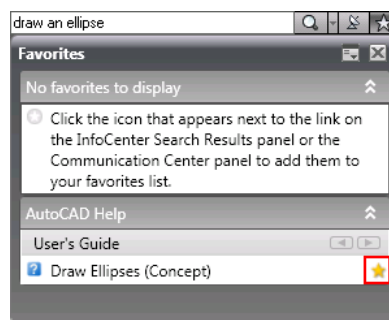 draw an ellipse
Favorites
No favorites to display
Click the icon that appears next to the link on
the InfoCenter Search Results panel or the
Communication Center panel to add them to
your favorites list.
AutoCAD Help
User's Guide
Draw Ellipses (Concept)